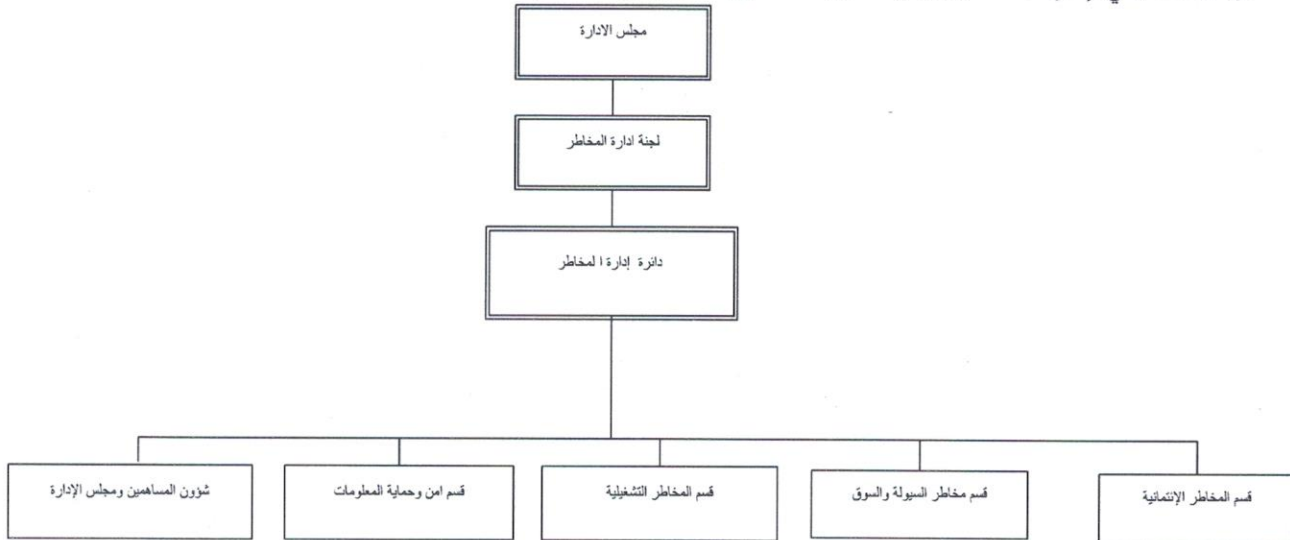 مجلس الادارة
لجنة ادارة المخاطر
دائرة إدارة ا لمخاطر
قسم المخاطر الإئتمانية
قسم مخاطر السيولة والسوق
قسم المخاطر التشغيلية
قسم امن وحماية المعلومات
شؤون المساهمين ومجلس الإدارة